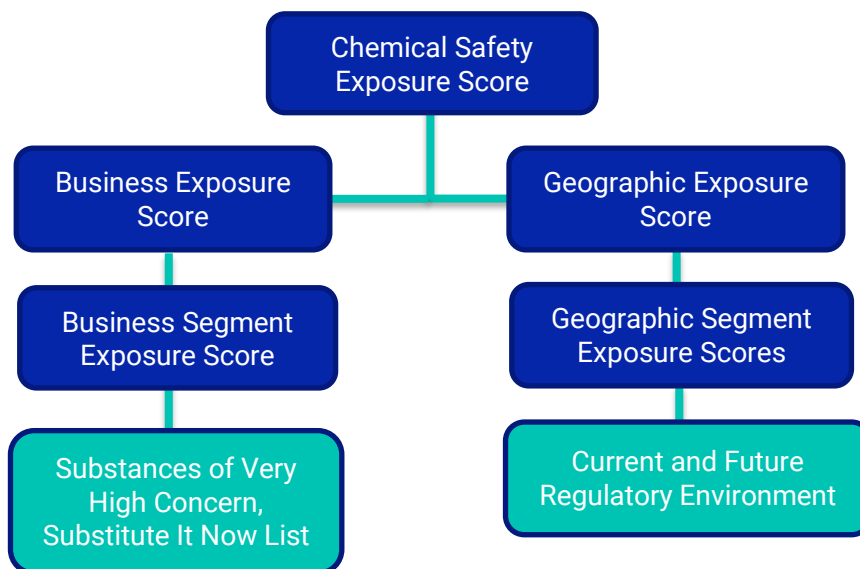 Chemical Safety
Exposure Score
Business Exposure
Score
Geographic Exposure
Score
Business Segment
Exposure Score
Geographic Segment
Exposure Scores
Substances of Very
High Concern,
Substitute It Now List
Current and Future
Regulatory Environment